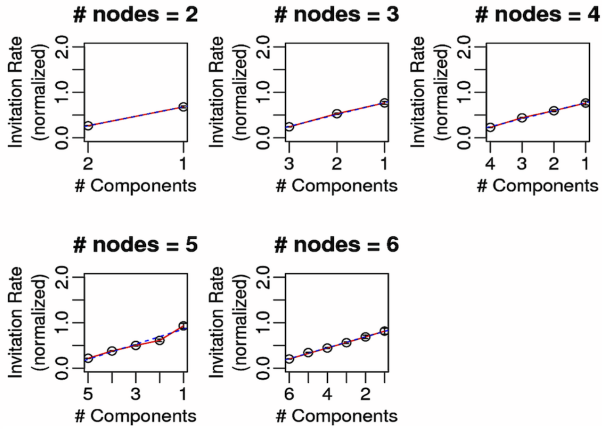 # nodes = 2
# nodes = 3
# nodes = 4
Invitation Rate
(normalized)
0.0 1.0 2.0
2 1
# Components
Invitation Rate
(normalized)
0.0 1.0 2.0
3 2 1
# Components
Invitation Rate
(normalized)
0.0 1.0 2.0
4 3 2 1
# Components
# nodes = 5
# nodes = 6
Invitation Rate
(normalized)
0.0 1.0 2.0
5 3 1
# Components
Invitation Rate
(normalized)
0.0 1.0 2.0
6 4 2
# Components